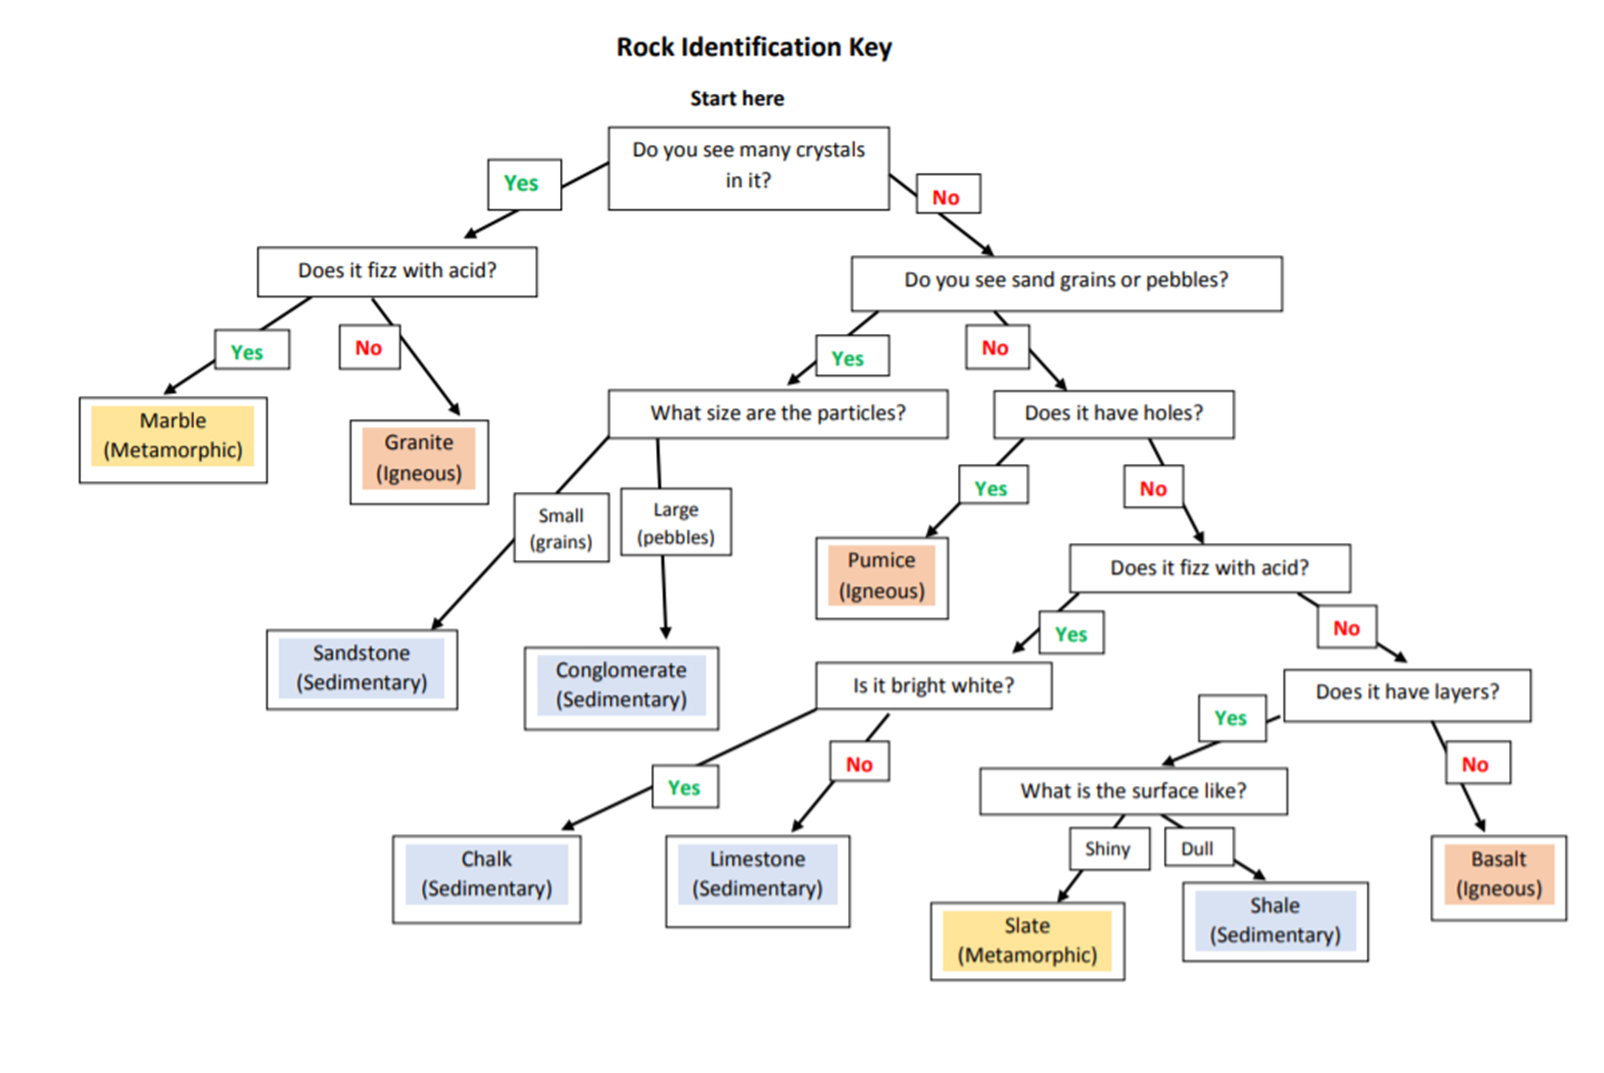 Rock Identification Key
Start here
Do you see many crystals
in it?
Yes
No
Does it fizz with acid?
Do you see sand grains or pebbles?
Yes
No
Yes
No
Marble
(Metamorphic)
Granite
(Igneous)
What size are the particles?
Does it have holes?
Small
(grains)
Large
(pebbles)
Yes
No
Pumice
(Igneous)
Does it fizz with acid?
Yes
No
Sandstone
(Sedimentary)
Conglomerate
(Sedimentary)
Is it bright white?
Does it have layers?
Yes
No
Yes
No
What is the surface like?
Chalk
(Sedimentary)
Limestone
(Sedimentary)
Shiny
Dull
Basalt
(Igneous)
Slate
(Metamorphic)
Shale
(Sedimentary)